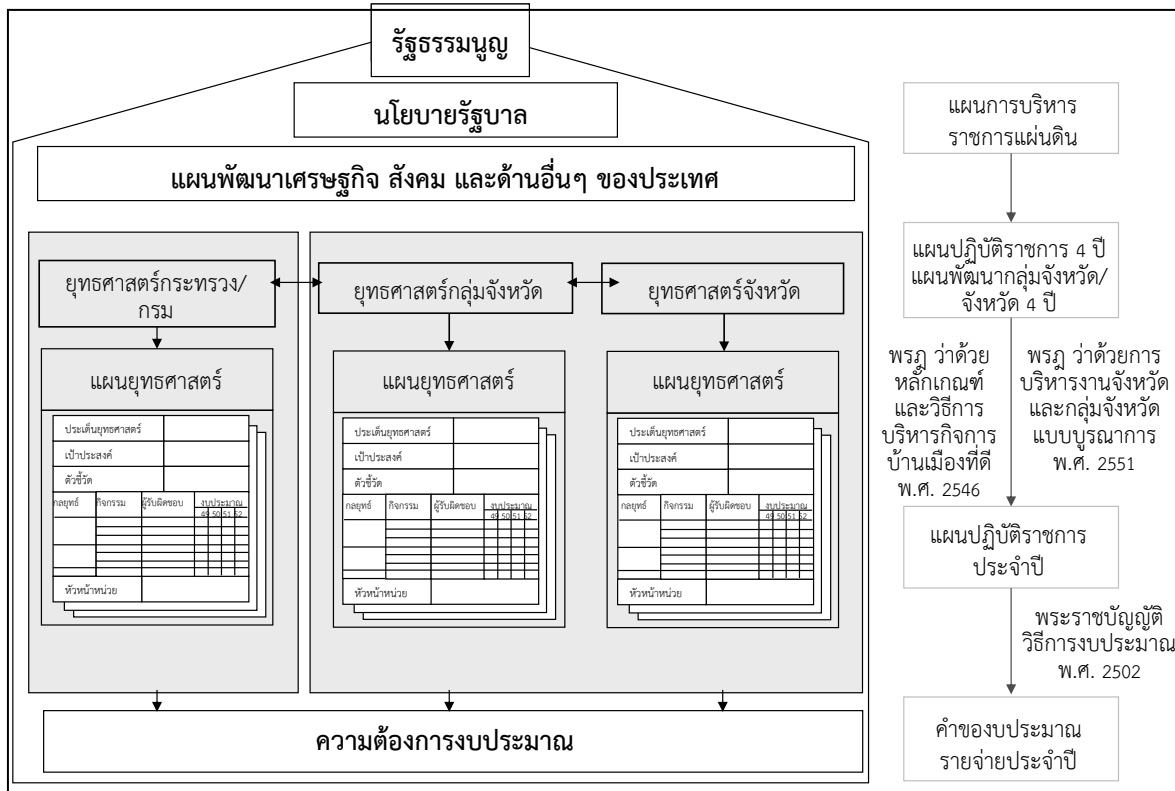 รัฐธรรมนูญ
นโยบายรัฐบาล
แผนพัฒนาเศรษฐกิจ สังคม และด้านอื่นๆ ของประเทศ
ยุทธศาสตร์กระทรวง/
กรม
ยุทธศาสตร์กลุ่มจังหวัด
ยุทธศาสตร์จังหวัด
แผนยุทธศาสตร์
ประเด็นยุทธศาสตร์
เป้าประสงค์
ตัวชี้วัด
กลยุทธ์ กิจกรรม ผู้รับผิดชอบ งบประมาณ
49 50 51 52
หัวหน้าหน่วย
แผนยุทธศาสตร์
ประเด็นยุทธศาสตร์
เป้าประสงค์
ตัวชี้วัด
กลยุทธ์ กิจกรรม ผู้รับผิดชอบ งบประมาณ
49 50 51 52
หัวหน้าหน่วย
แผนยุทธศาสตร์
ประเด็นยุทธศาสตร์
เป้าประสงค์
ตัวชี้วัด
กลยุทธ์ กิจกรรม ผู้รับผิดชอบ งบประมาณ
49 50 51 52
หัวหน้าหน่วย
ความต้องการงบประมาณ
แผนการบริหาร
ราชการแผ่นดิน
แผนปฏิบัติราชการ 4 ปี
แผนพัฒนากลุ่มจังหวัด/
จังหวัด 4 ปี
พรฎ ว่าด้วย
หลักเกณฑ์
และวิธีการ
บริหารกิจการ
บ้านเมืองที่ดี
พ.ศ. 2546
พรฎ ว่าด้วยการ
บริหารงานจังหวัด
และกลุ่มจังหวัด
แบบบูรณาการ
พ.ศ. 2551
แผนปฏิบัติราชการ
ประจำปี
พระราชบัญญัติ
วิธีการงบประมาณ
พ.ศ. 2502
คำของบประมาณ
รายจ่ายประจำปี